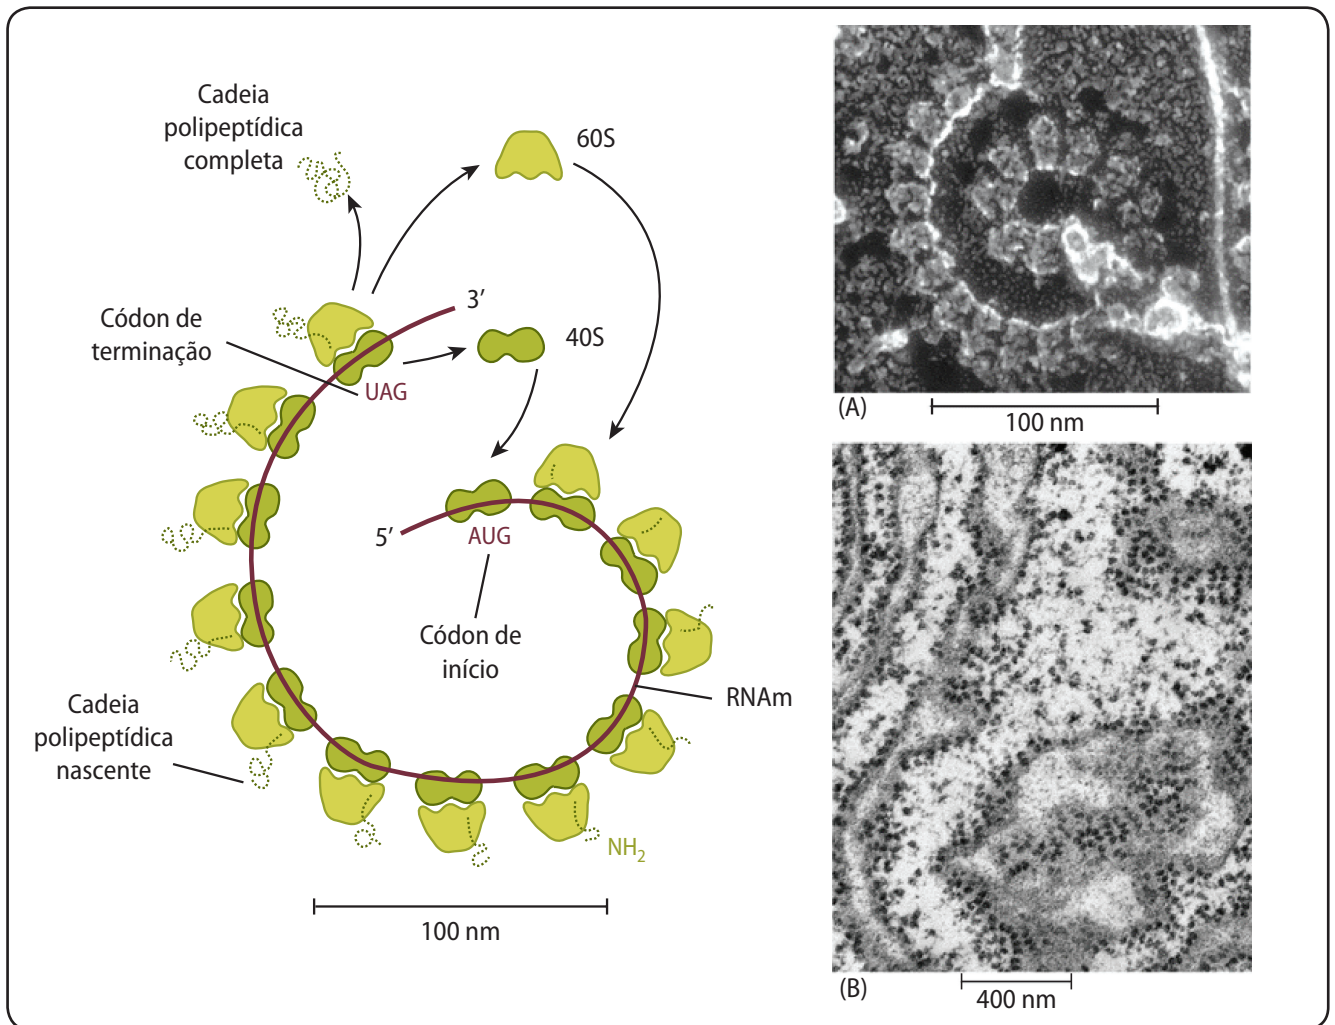 Cadeia
polipeptídica
completa
60S
3’
Códon de
terminação
40S
UAG
5’
AUG
Códon de
início
RNAm
Cadeia
polipeptídica
nascente
NH2
100 nm
(A)
100 nm
(B)
400 nm